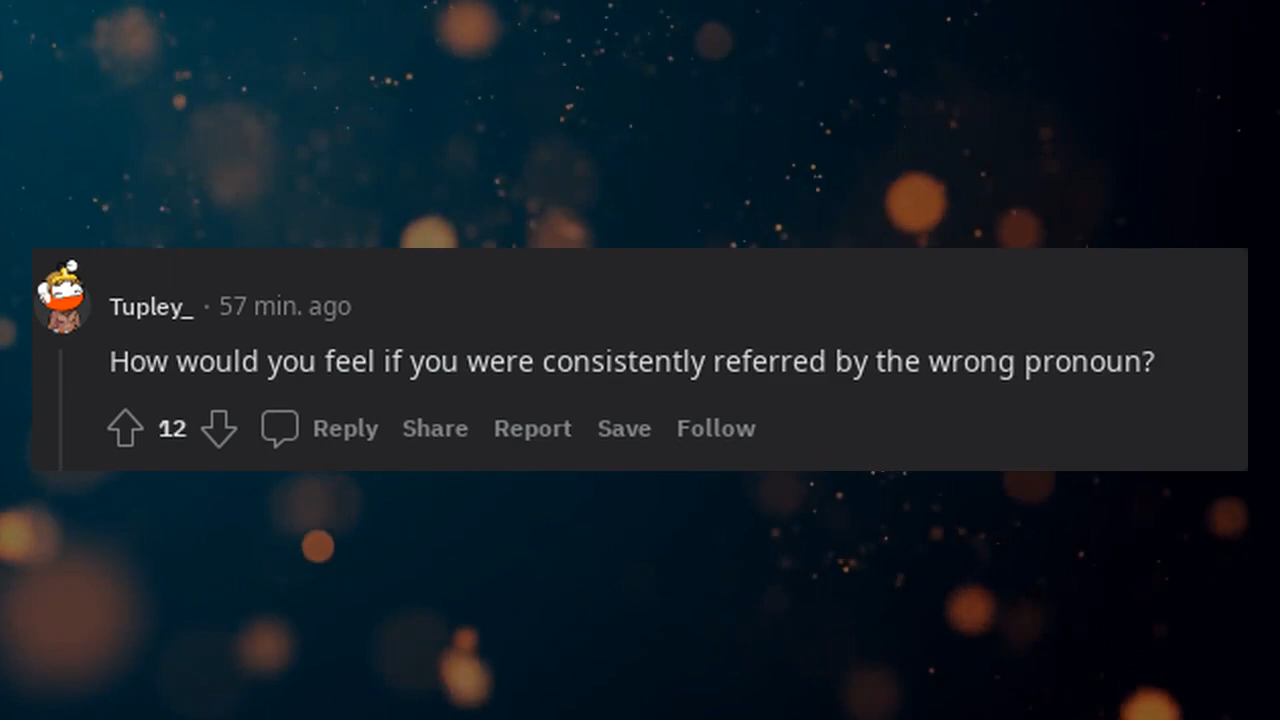 Tupley_ · 57 min. ago
How would you feel if you were consistently referred by the wrong pronoun?
12 Reply Share Report Save Follow